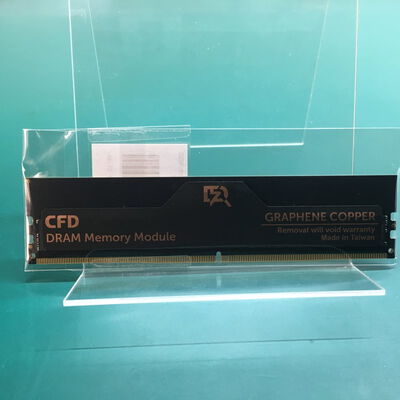 CFD
DRAM Memory Module
GRAPHENE COPPER
Removal will void warranty
Made in Taiwan